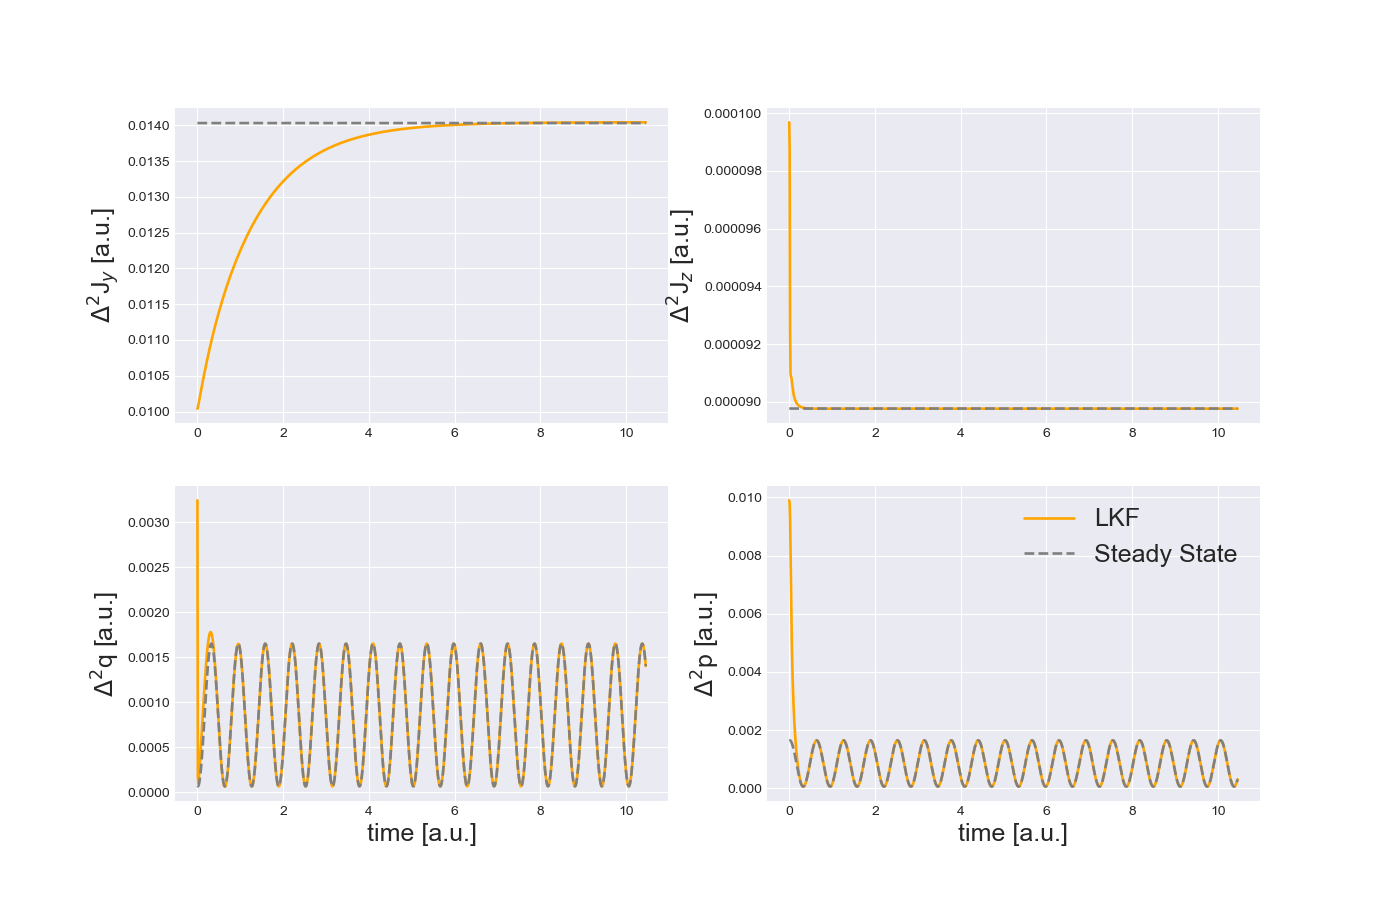 0.0140
0.0135
0.0130
0.0125
0.0120
0.0115
0.0110
0.0105
0.0100
Δ²J_y [a.u.]
0 2 4 6 8 10
0.000100
0.000098
0.000096
0.000094
0.000092
0.000090
Δ²J_z [a.u.]
0 2 4 6 8 10
0.0030
0.0025
0.0020
0.0015
0.0010
0.0005
0.0000
Δ²q [a.u.]
0 2 4 6 8 10
time [a.u.]
0.010
0.008
0.006
0.004
0.002
0.000
Δ²p [a.u.]
LKF
Steady State
0 2 4 6 8 10
time [a.u.]